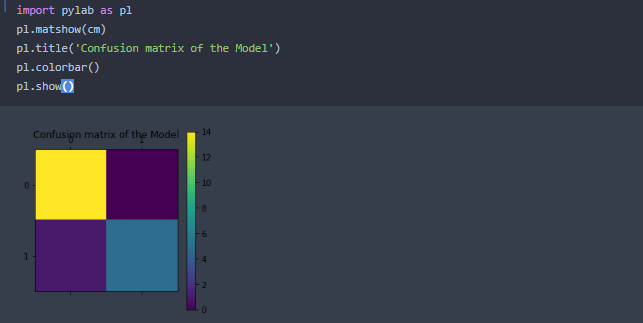 import pylab as pl
pl.matshow(cm)
pl.title('Confusion matrix of the Model')
pl.colorbar()
pl.show()
Confusion matrix of the Model
0 1
0
1
14
12
10
8
6
4
2
0